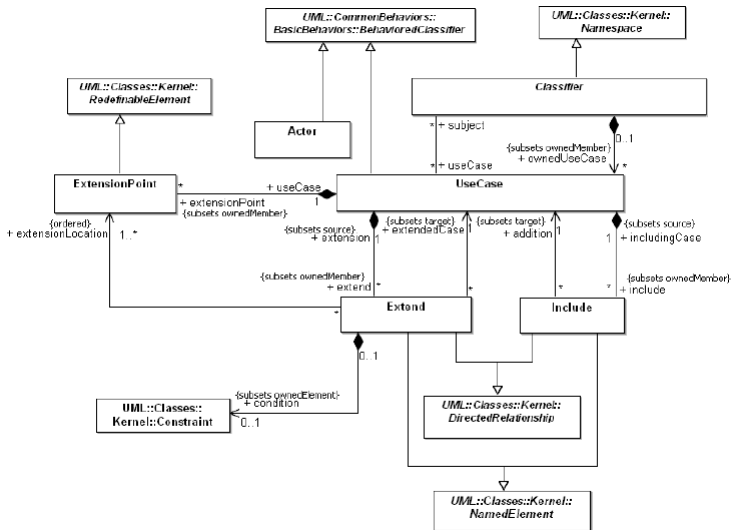 UML::CommonBehaviors::
BasicBehaviors::BehavioredClassifier
UML::Classes::Kernel::
Namespace
UML::Classes::Kernel::
RedefinableElement
Classifier
Actor
* + subject
0..1
{subsets ownedMember}
+ ownedUseCase
* + useCase
*
ExtensionPoint
*
+ useCase
1
+ extensionPoint
{subsets ownedMember}
UseCase
{ordered}
+ extensionLocation
1..*
{subsets source}
+ extension
1
{subsets target}
+ extendedCase
1
{subsets target}
+ addition
1
{subsets source}
1
+ includingCase
{subsets ownedMember}
+ extend
*
*
*
*
{subsets ownedMember}
+ include
*
Extend
Include
0..1
{subsets ownedElement}
+ condition
0..1
UML::Classes::
Kernel::Constraint
UML::Classes::Kernel::
DirectedRelationship
UML::Classes::Kernel::
NamedElement